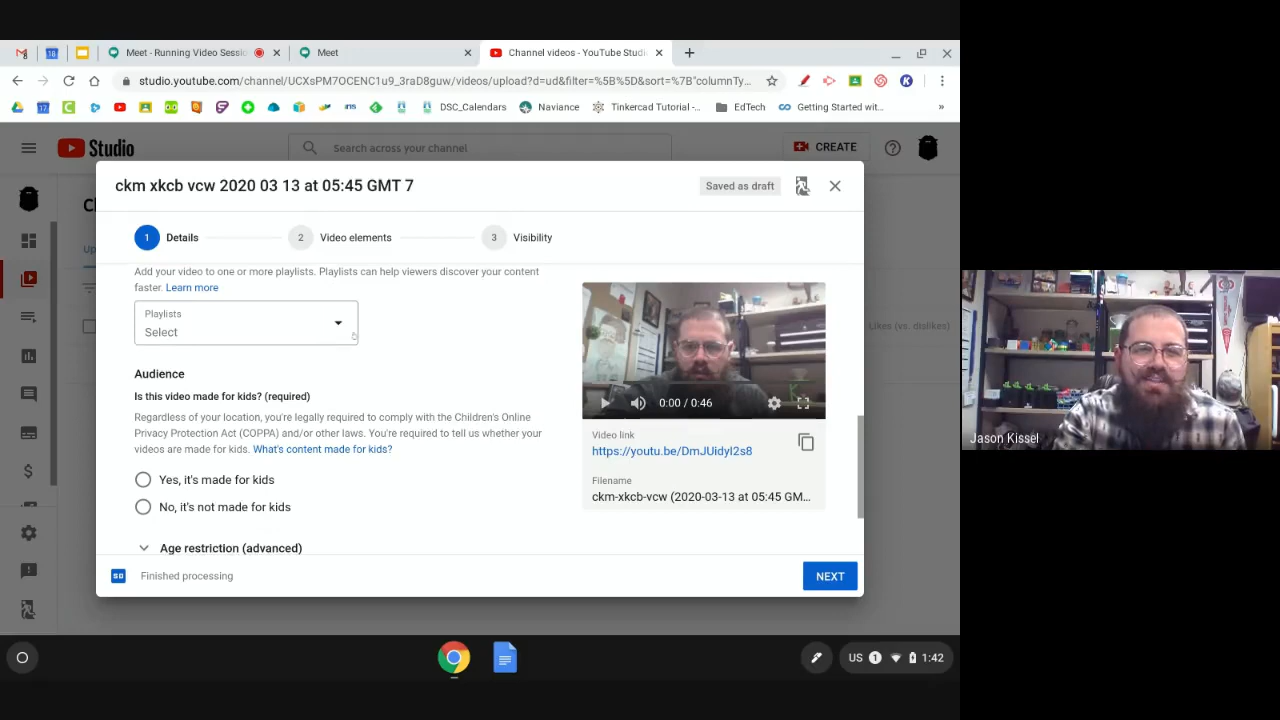 Meet - Running Video Sessi
Meet
Channel videos - YouTube Studi
studio.youtube.com/channel/UCXsPM7OCENC1u9_3raD8guw/videos/upload?d=ud&filter=%5B%5D&sort=%7B"columnTy...
DSC_Calendars
Naviance
Tinkercad Tutorial -...
EdTech
Getting Started wit...
»
Studio
Search across your channel
CREATE
ckm xkcb vcw 2020 03 13 at 05:45 GMT 7
Saved as draft
1 Details
2 Video elements
3 Visibility
Add your video to one or more playlists. Playlists can help viewers discover your content
faster. Learn more
Playlists
Select
Likes (vs. dislikes)
Audience
Is this video made for kids? (required)
Regardless of your location, you're legally required to comply with the Children's Online
Privacy Protection Act (COPPA) and/or other laws. You're required to tell us whether your
videos are made for kids. What's content made for kids?
Yes, it's made for kids
No, it's not made for kids
Age restriction (advanced)
0:00 / 0:46
Video link
https://youtu.be/DmJUidyI2s8
Filename
ckm-xkcb-vcw (2020-03-13 at 05:45 GM...
SD Finished processing
NEXT
Jason Kissel
US 1 1:42